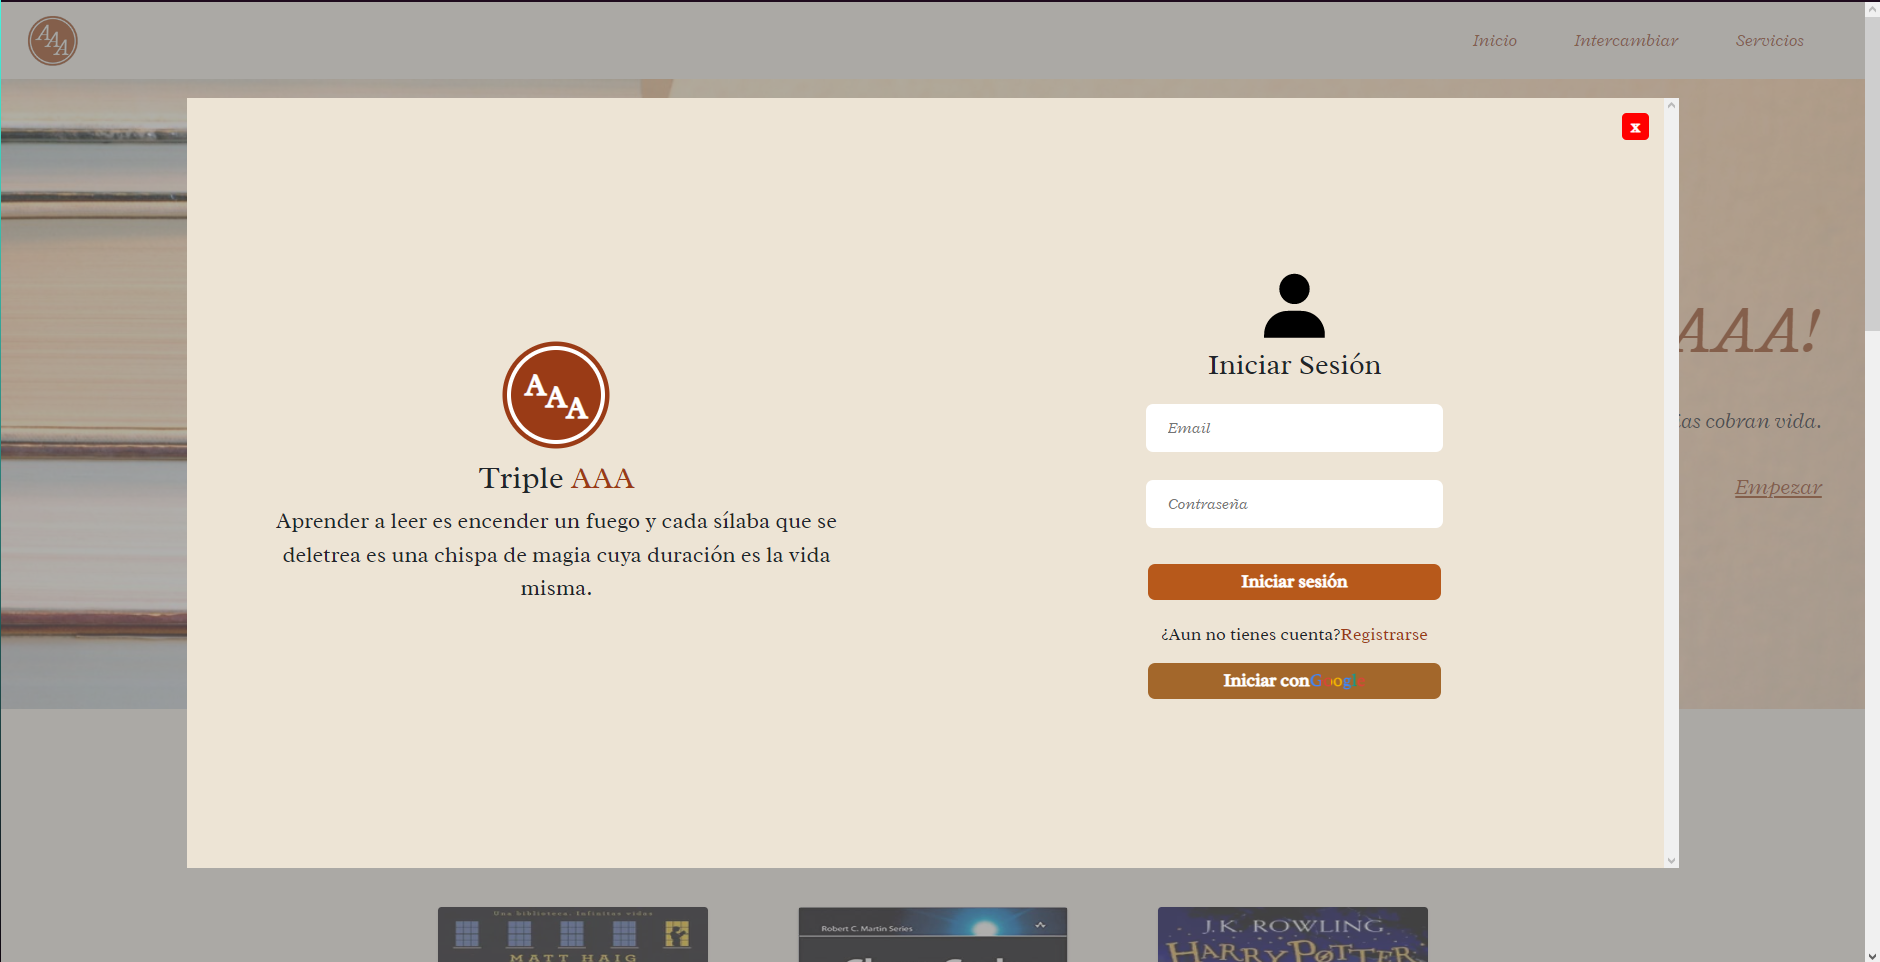 AAA
Inicio
Intercambiar
Servicios
x
AAA!
as cobran vida.
Empezar
AAA
Triple AAA
Aprender a leer es encender un fuego y cada sílaba que se
deletrea es una chispa de magia cuya duración es la vida
misma.
Iniciar Sesión
Email
Contraseña
Iniciar sesión
¿Aun no tienes cuenta?Registrarse
Iniciar conGoogle
Una biblioteca. Infinitas vidas
MATT HAIG
Robert C. Martin Series
Clean Code
J.K. ROWLING
HARRY POTTER